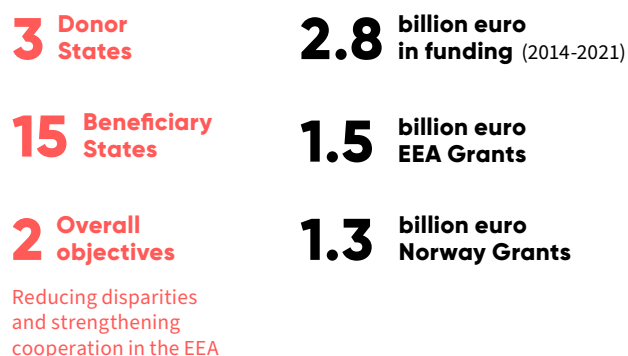 3 Donor
States
15 Beneficiary
States
2 Overall
objectives
Reducing disparities
and strengthening
cooperation in the EEA
2.8 billion euro
in funding (2014-2021)
1.5 billion euro
EEA Grants
1.3 billion euro
Norway Grants